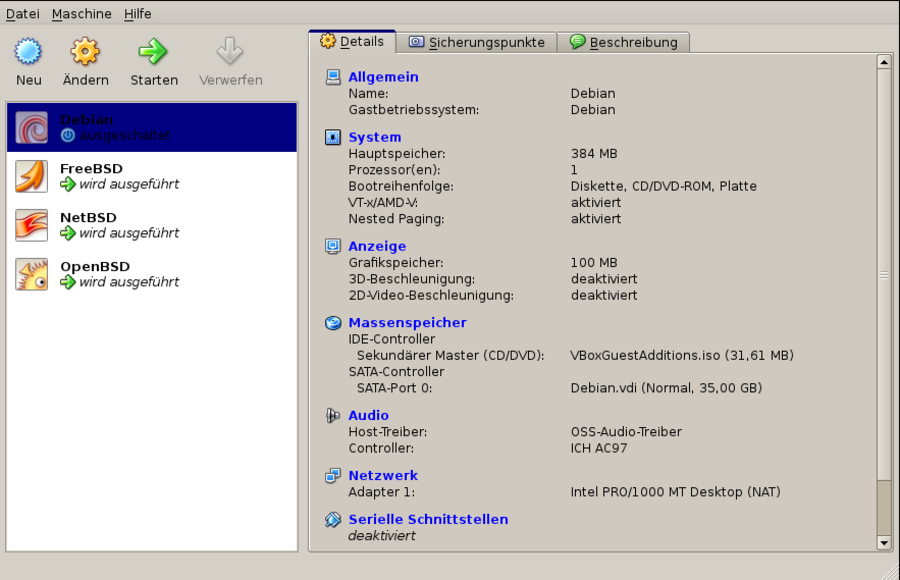 Datei Maschine Hilfe
Neu Ändern Starten Verwerfen
Details Sicherungspunkte Beschreibung
Debian
ausgeschaltet
FreeBSD
wird ausgeführt
NetBSD
wird ausgeführt
OpenBSD
wird ausgeführt
Allgemein
Name: Debian
Gastbetriebssystem: Debian
System
Hauptspeicher: 384 MB
Prozessor(en): 1
Bootreihenfolge: Diskette, CD/DVD-ROM, Platte
VT-x/AMD-V: aktiviert
Nested Paging: aktiviert
Anzeige
Grafikspeicher: 100 MB
3D-Beschleunigung: deaktiviert
2D-Video-Beschleunigung: deaktiviert
Massenspeicher
IDE-Controller
Sekundärer Master (CD/DVD): VBoxGuestAdditions.iso (31,61 MB)
SATA-Controller
SATA-Port 0: Debian.vdi (Normal, 35,00 GB)
Audio
Host-Treiber: OSS-Audio-Treiber
Controller: ICH AC97
Netzwerk
Adapter 1: Intel PRO/1000 MT Desktop (NAT)
Serielle Schnittstellen
deaktiviert